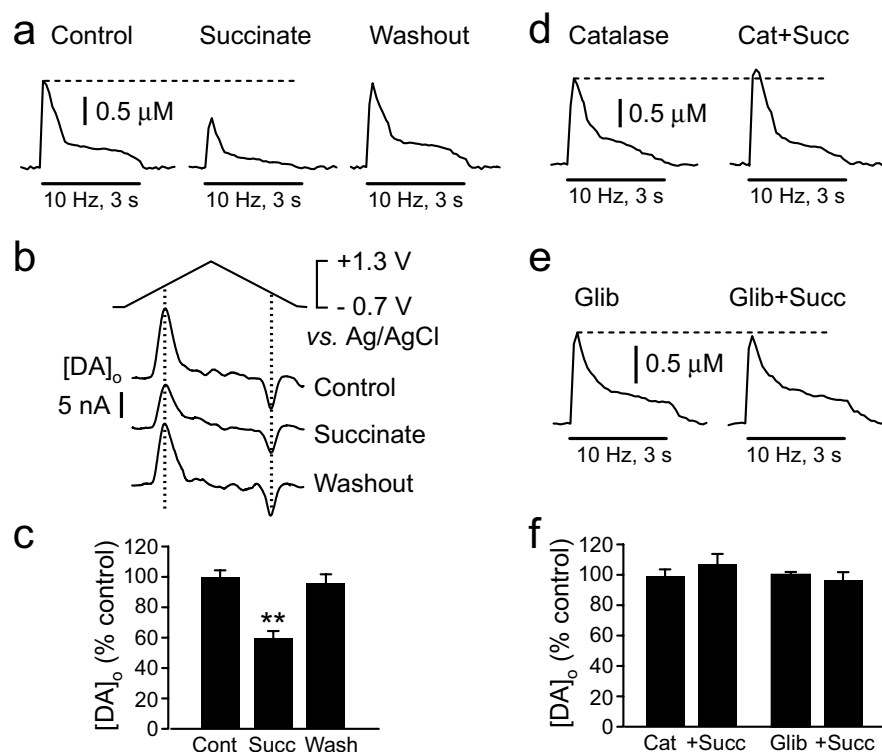 a
Control Succinate Washout
0.5 μM
10 Hz, 3 s 10 Hz, 3 s 10 Hz, 3 s
b
+1.3 V
- 0.7 V
vs. Ag/AgCl
[DA]o
5 nA
Control
Succinate
Washout
c
[DA]o (% control)
120
100
80
60
40
20
0
**
Cont Succ Wash
d
Catalase Cat+Succ
0.5 μM
10 Hz, 3 s 10 Hz, 3 s
e
Glib Glib+Succ
0.5 μM
10 Hz, 3 s 10 Hz, 3 s
f
[DA]o (% control)
120
100
80
60
40
20
0
Cat +Succ Glib +Succ